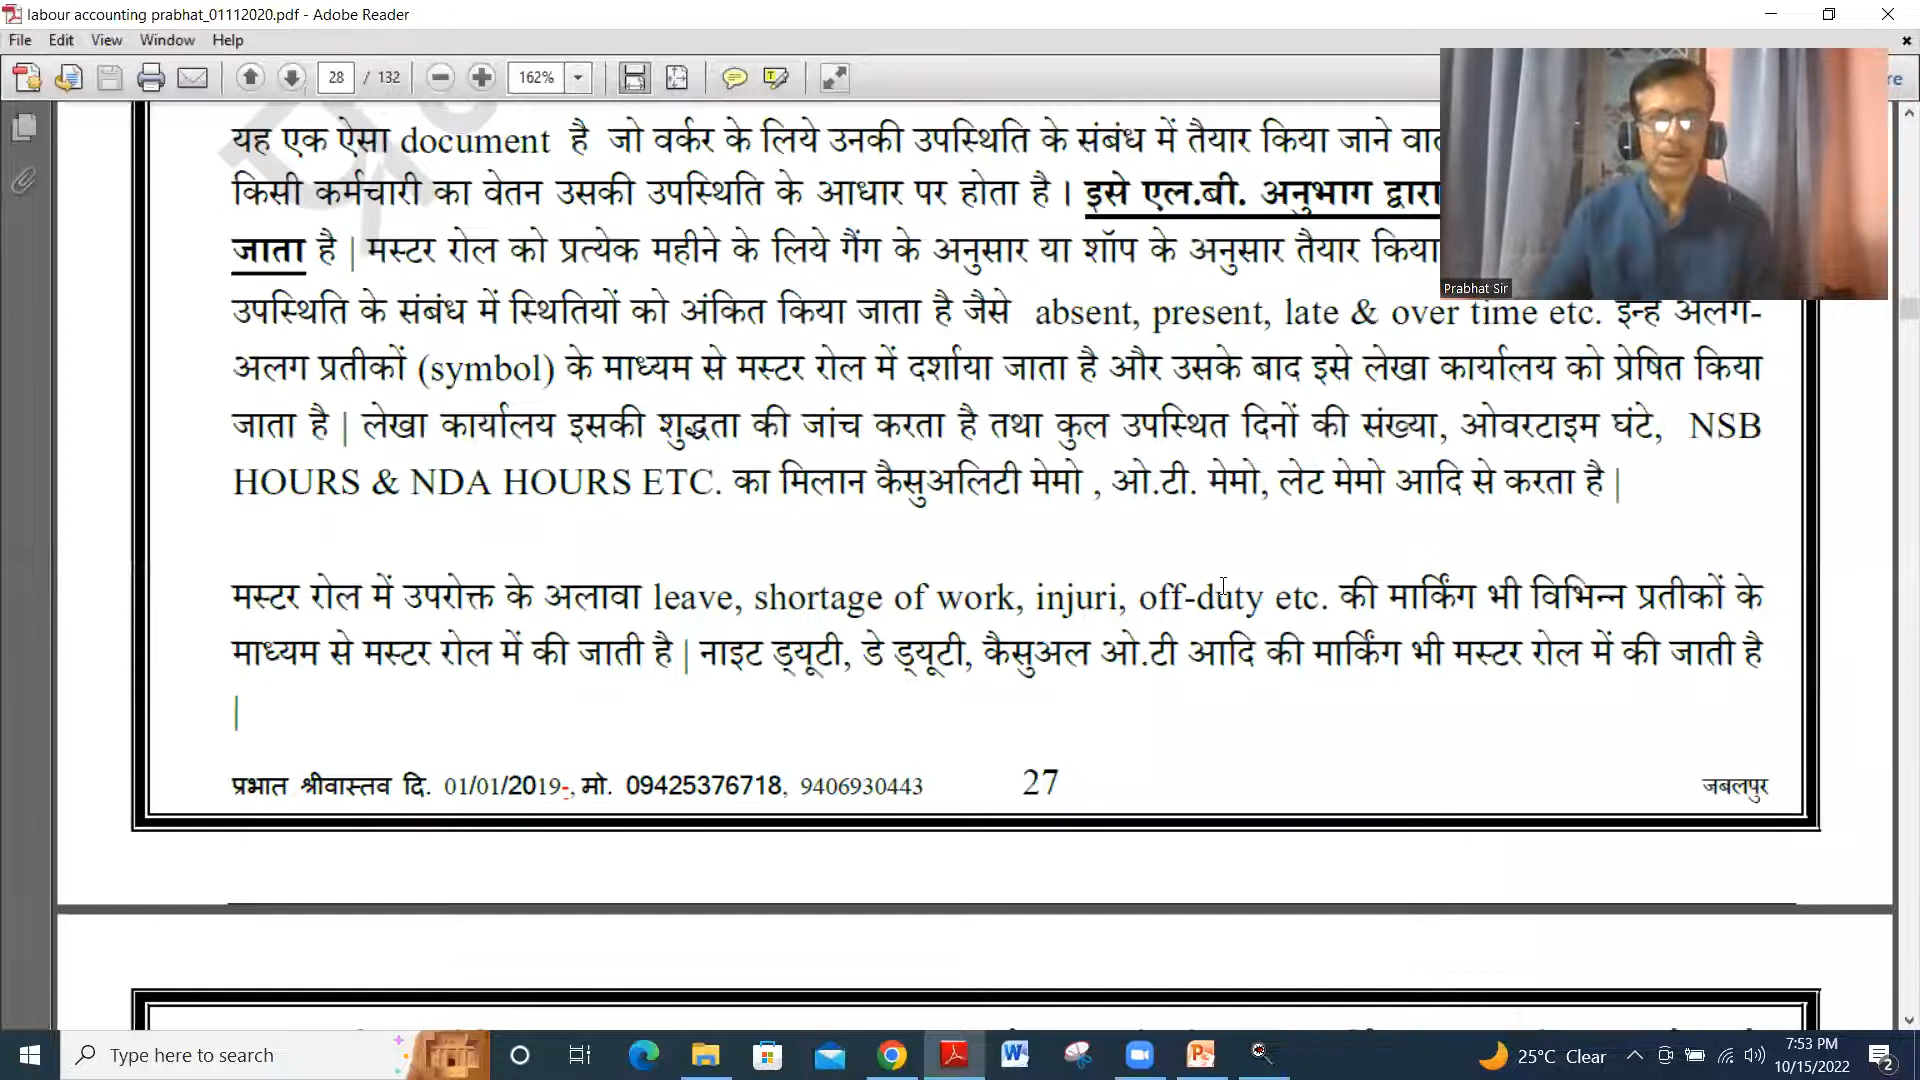 labour accounting prabhat_01112020.pdf - Adobe Reader
File Edit View Window Help
28 / 132 162%
यह एक ऐसा document है जो वर्कर के लिये उनकी उपस्थिति के संबंध में तैयार किया जाने
किसी कर्मचारी का वेतन उसकी उपस्थिति के आधार पर होता है । इसे एल.बी. अनुभाग द्वारा
जाता है | मस्टर रोल को प्रत्येक महीने के लिये गैंग के अनुसार या शॉप के अनुसार तैयार किया
Prabhat Sir
उपस्थिति के संबंध में स्थितियों को अंकित किया जाता है जैसे absent, present, late & over time etc. इन्हें अलग-
अलग प्रतीकों (symbol) के माध्यम से मस्टर रोल में दर्शाया जाता है और उसके बाद इसे लेखा कार्यालय को प्रेषित किया
जाता है | लेखा कार्यालय इसकी शुद्धता की जांच करता है तथा कुल उपस्थित दिनों की संख्या, ओवरटाइम घंटे, NSB
HOURS & NDA HOURS ETC. का मिलान कैसुअलिटी मेमो , ओ.टी. मेमो, लेट मेमो आदि से करता है |
मस्टर रोल में उपरोक्त के अलावा leave, shortage of work, injuri, off-duty etc. की मार्किंग भी विभिन्न प्रतीकों के
माध्यम से मस्टर रोल में की जाती है | नाइट ड्यूटी, डे ड्यूटी, कैसुअल ओ.टी आदि की मार्किंग भी मस्टर रोल में की जाती है
|
प्रभात श्रीवास्तव दि. 01/01/2019-, मो. 09425376718, 9406930443 27 जबलपुर
Type here to search
25°C Clear
7:53 PM
10/15/2022
2